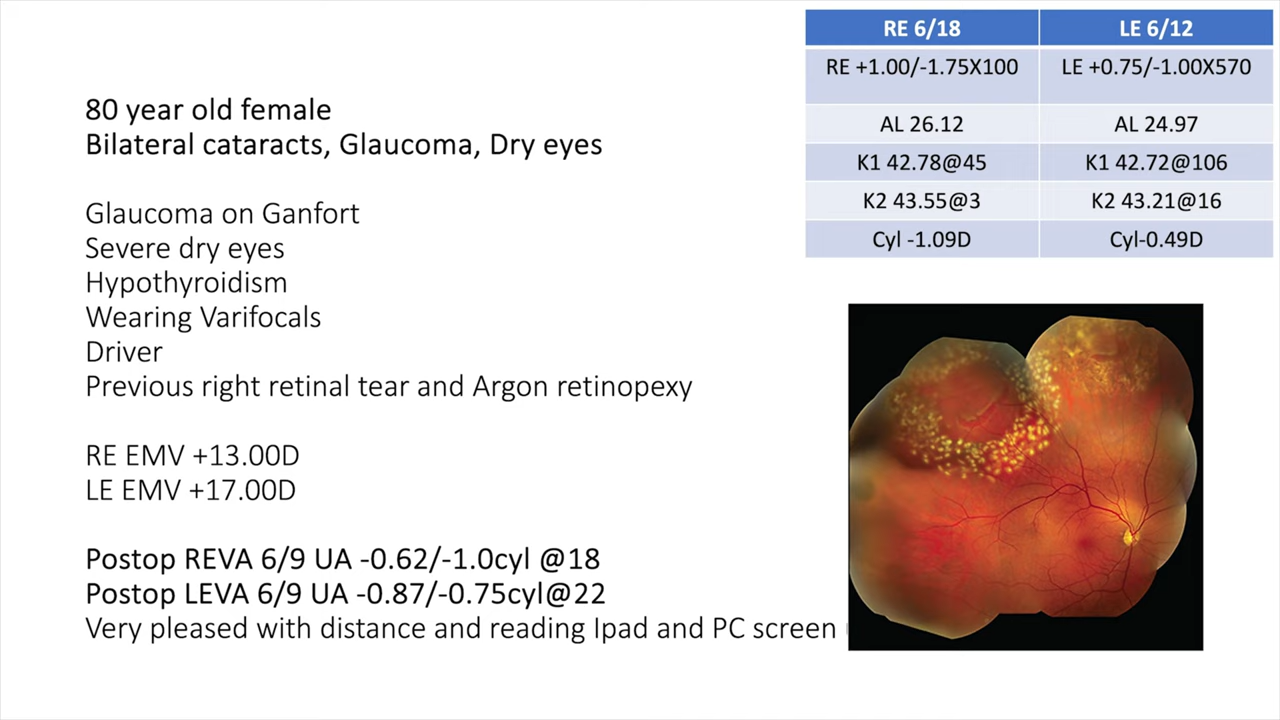 80 year old female
Bilateral cataracts, Glaucoma, Dry eyes
Glaucoma on Ganfort
Severe dry eyes
Hypothyroidism
Wearing Varifocals
Driver
Previous right retinal tear and Argon retinopexy
RE EMV +13.00D
LE EMV +17.00D
Postop REVA 6/9 UA -0.62/-1.0cyl @18
Postop LEVA 6/9 UA -0.87/-0.75cyl@22
Very pleased with distance and reading Ipad and PC screen
RE 6/18 LE 6/12
RE +1.00/-1.75X100 LE +0.75/-1.00X570
AL 26.12 AL 24.97
K1 42.78@45 K1 42.72@106
K2 43.55@3 K2 43.21@16
Cyl -1.09D Cyl-0.49D